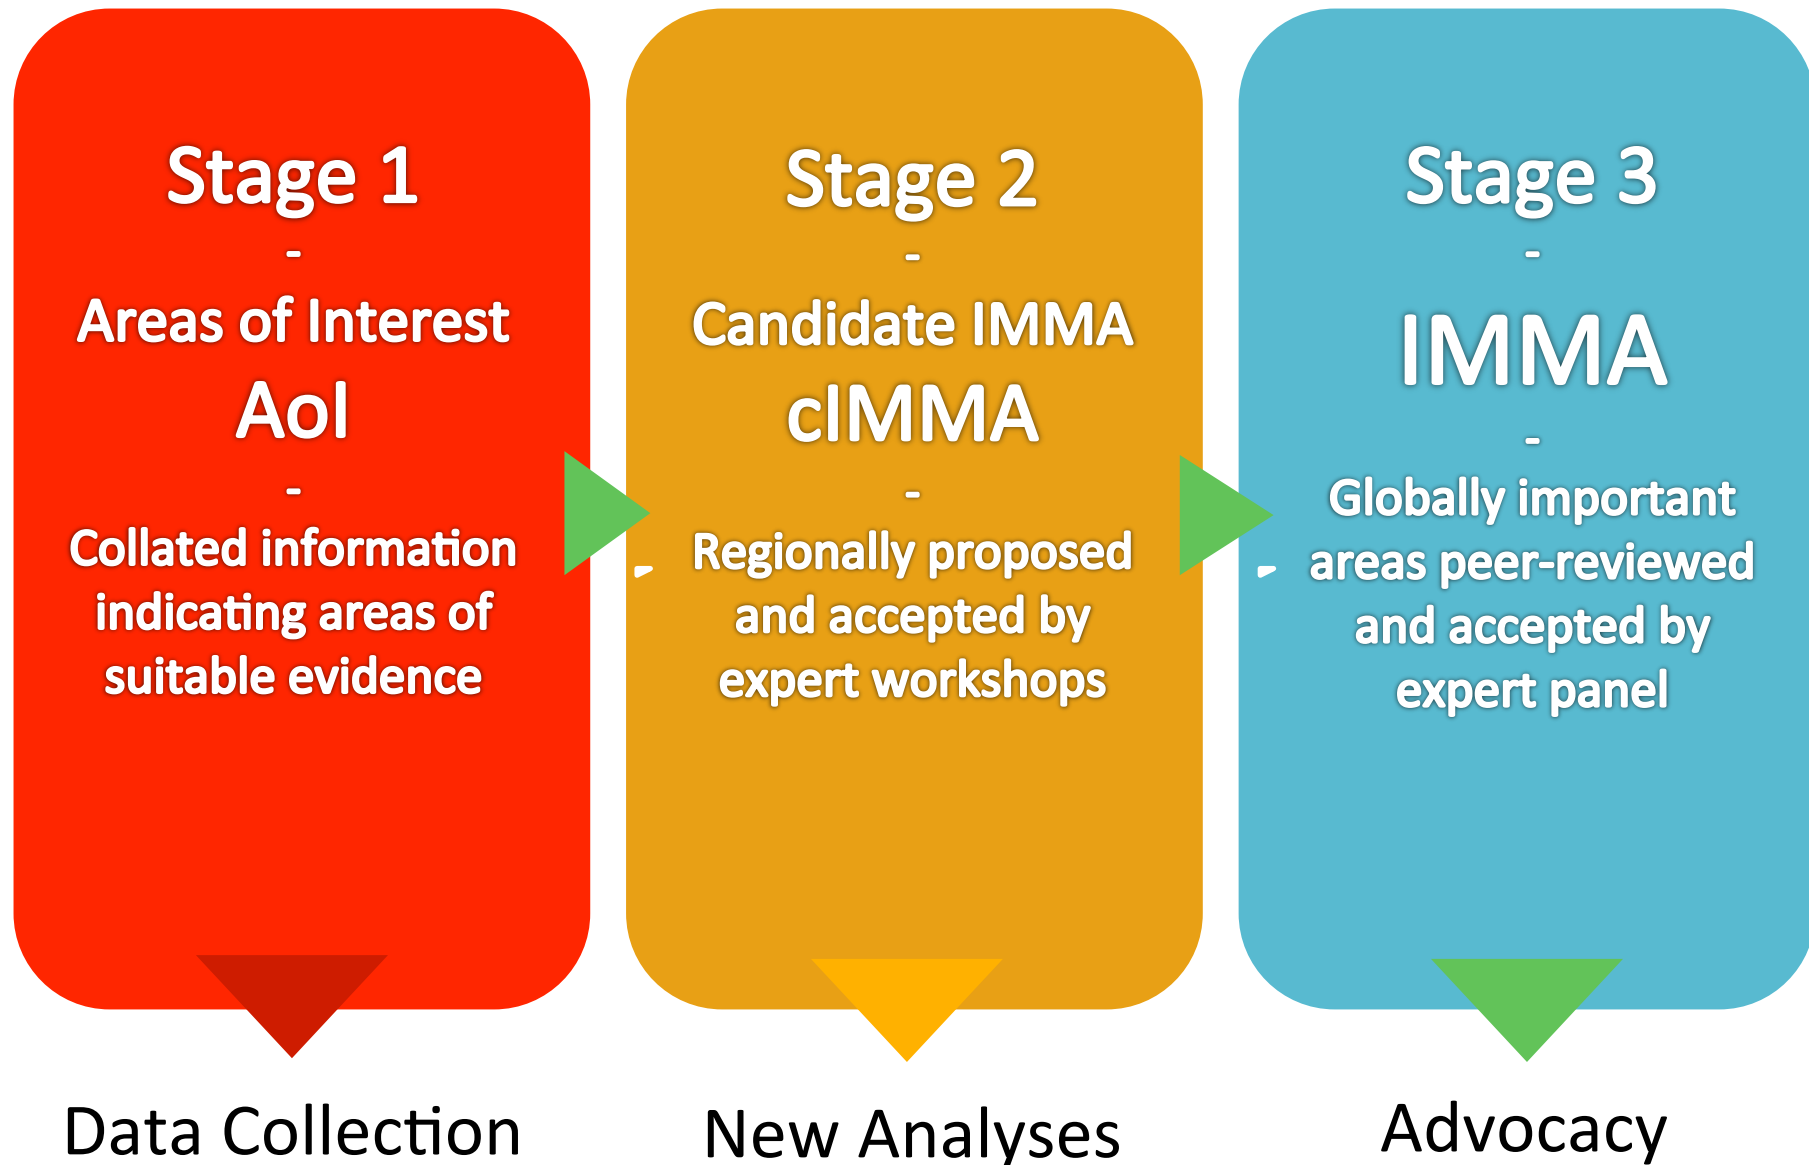 Stage 1
-
Areas of Interest
AoI
-
Collated information
indicating areas of
suitable evidence
Data Collection
Stage 2
-
Candidate IMMA
cIMMA
-
Regionally proposed
and accepted by
expert workshops
New Analyses
Stage 3
-
IMMA
-
Globally important
areas peer-reviewed
and accepted by
expert panel
Advocacy